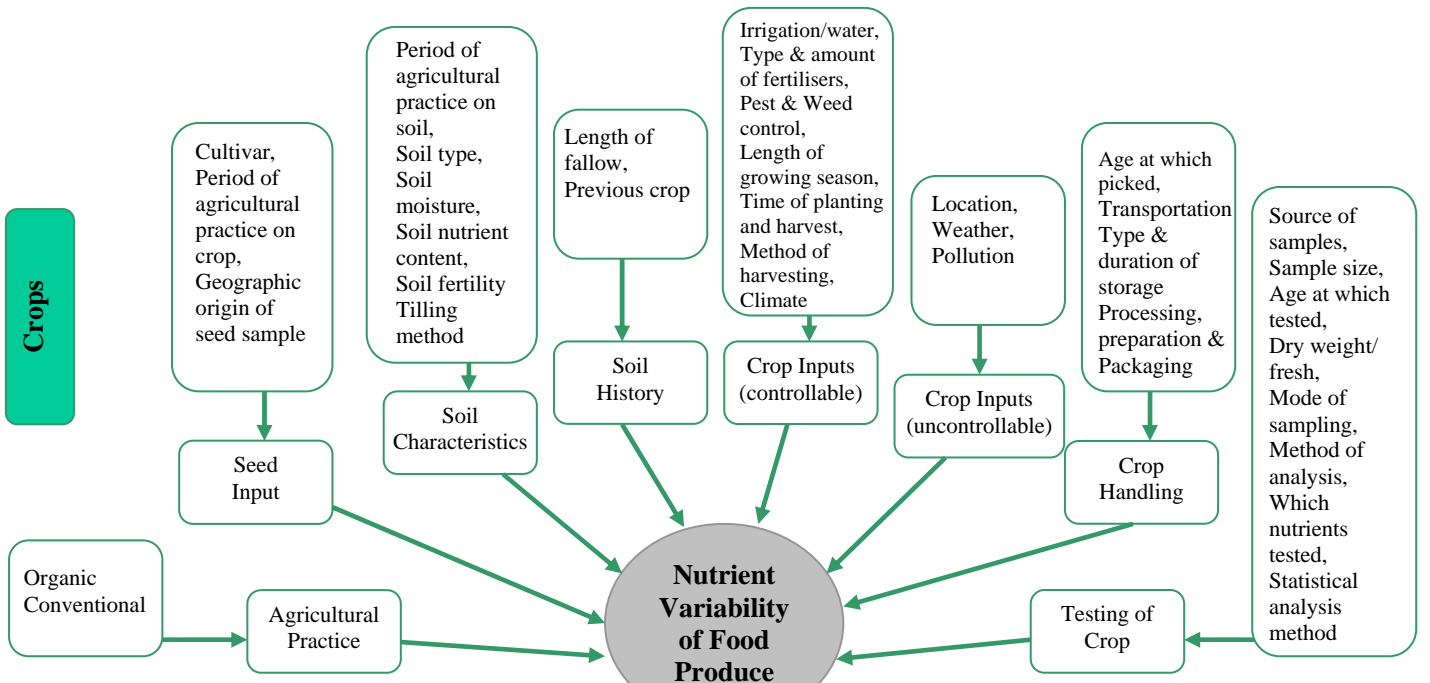 Crops
Organic
Conventional
Agricultural
Practice
Cultivar,
Period of
agricultural
practice on
crop,
Geographic
origin of
seed sample
Seed
Input
Period of
agricultural
practice on
soil,
Soil type,
Soil
moisture,
Soil nutrient
content,
Soil fertility
Tilling
method
Soil
Characteristics
Length of
fallow,
Previous crop
Soil
History
Irrigation/water,
Type & amount
of fertilisers,
Pest & Weed
control,
Length of
growing season,
Time of planting
and harvest,
Method of
harvesting,
Climate
Crop Inputs
(controllable)
Location,
Weather,
Pollution
Crop Inputs
(uncontrollable)
Age at which
picked,
Transportation
Type &
duration of
storage
Processing,
preparation &
Packaging
Crop
Handling
Source of
samples,
Sample size,
Age at which
tested,
Dry weight/
fresh,
Mode of
sampling,
Method of
analysis,
Which
nutrients
tested,
Statistical
analysis
method
Testing of
Crop
Nutrient
Variability
of Food
Produce